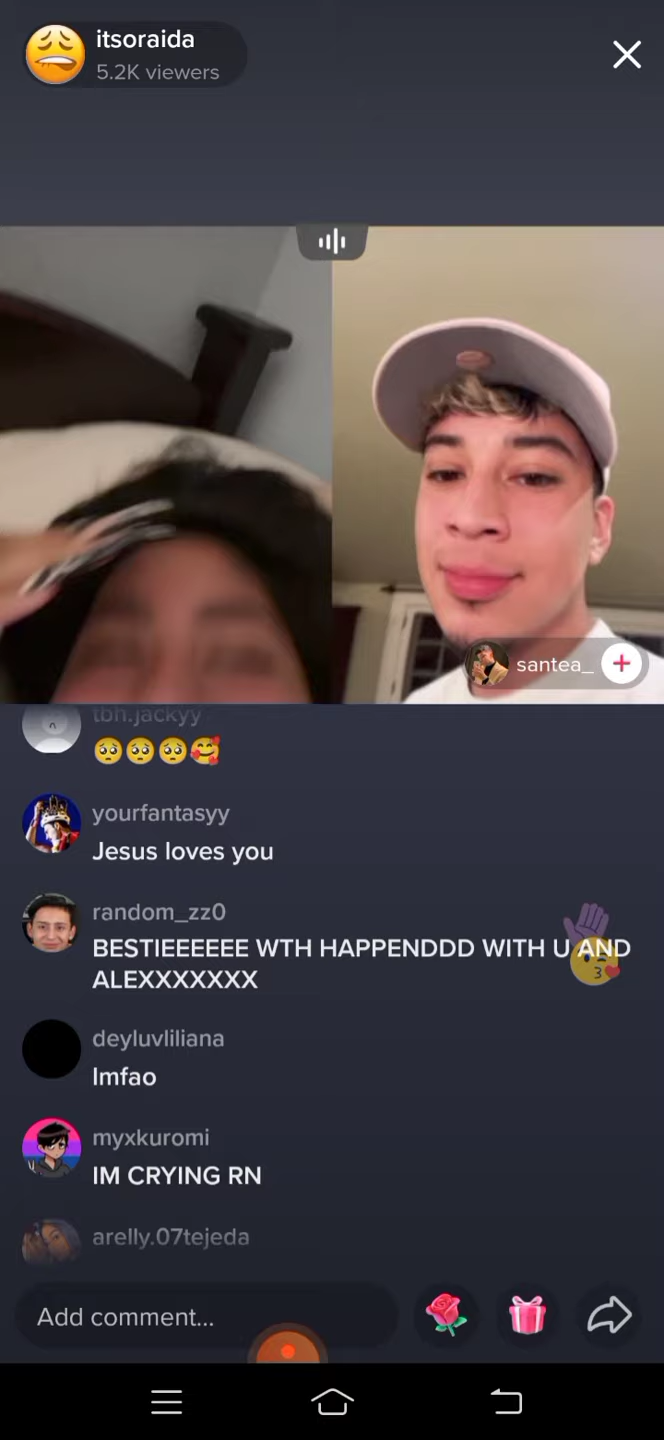 itsoraida
5.2K viewers
santea_
tbh.jackyy
🥺🥺🥺🥰
yourfantasyy
Jesus loves you
random_zz0
BESTIEEEEEE WTH HAPPENDDD WITH U AND
ALEXXXXXXX
deyluvliliana
lmfao
myxkuromi
IM CRYING RN
arelly.07tejeda
Add comment...